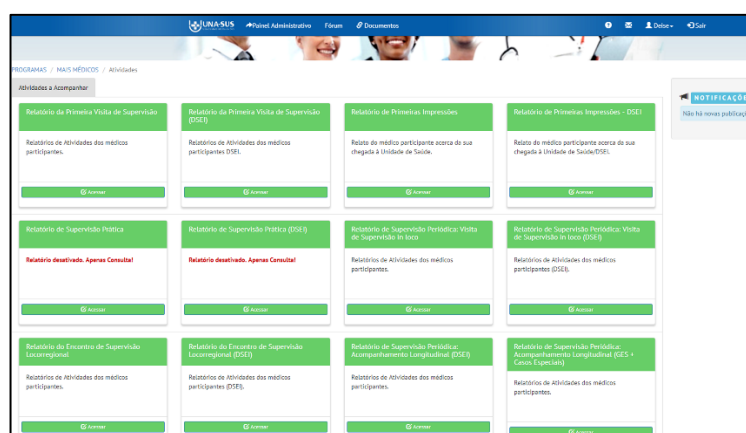 UNA-SUS Painel Administrativo Fórum Documentos Deise Sair
PROGRAMAS / MAIS MÉDICOS / Atividades
Atividades a Acompanhar
NOTIFICAÇÕE
Não há novas publicaç
Relatório da Primeira Visita de Supervisão
Relatórios de Atividades dos médicos
participantes.
Acessar
Relatório da Primeira Visita de Supervisão
(DSEI)
Relatórios de Atividades dos médicos
participantes DSEI.
Acessar
Relatório de Primeiras Impressões
Relato do médico participante acerca da sua
chegada à Unidade de Saúde.
Acessar
Relatório de Primeiras Impressões - DSEI
Relato do médico participante acerca da sua
chegada à Unidade de Saúde/DSEI.
Acessar
Relatório de Supervisão Prática
Relatório desativado. Apenas Consulta!
Acessar
Relatório de Supervisão Prática (DSEI)
Relatório desativado. Apenas Consulta!
Acessar
Relatório de Supervisão Periódica: Visita
de Supervisão in loco
Relatórios de Atividades dos médicos
participantes.
Acessar
Relatório de Supervisão Periódica: Visita
de Supervisão in loco (DSEI)
Relatórios de Atividades dos médicos
participantes (DSEI).
Acessar
Relatório do Encontro de Supervisão
Locorregional
Relatórios de Atividades dos médicos
participantes.
Acessar
Relatório do Encontro de Supervisão
Locorregional (DSEI)
Relatórios de Atividades dos médicos
participantes (DSEI).
Acessar
Relatório de Supervisão Periódica:
Acompanhamento Longitudinal (DSEI)
Relatórios de Atividades dos médicos
participantes.
Acessar
Relatório de Supervisão Periódica:
Acompanhamento Longitudinal (GES +
Casos Especiais)
Relatórios de Atividades dos médicos
participantes.
Acessar